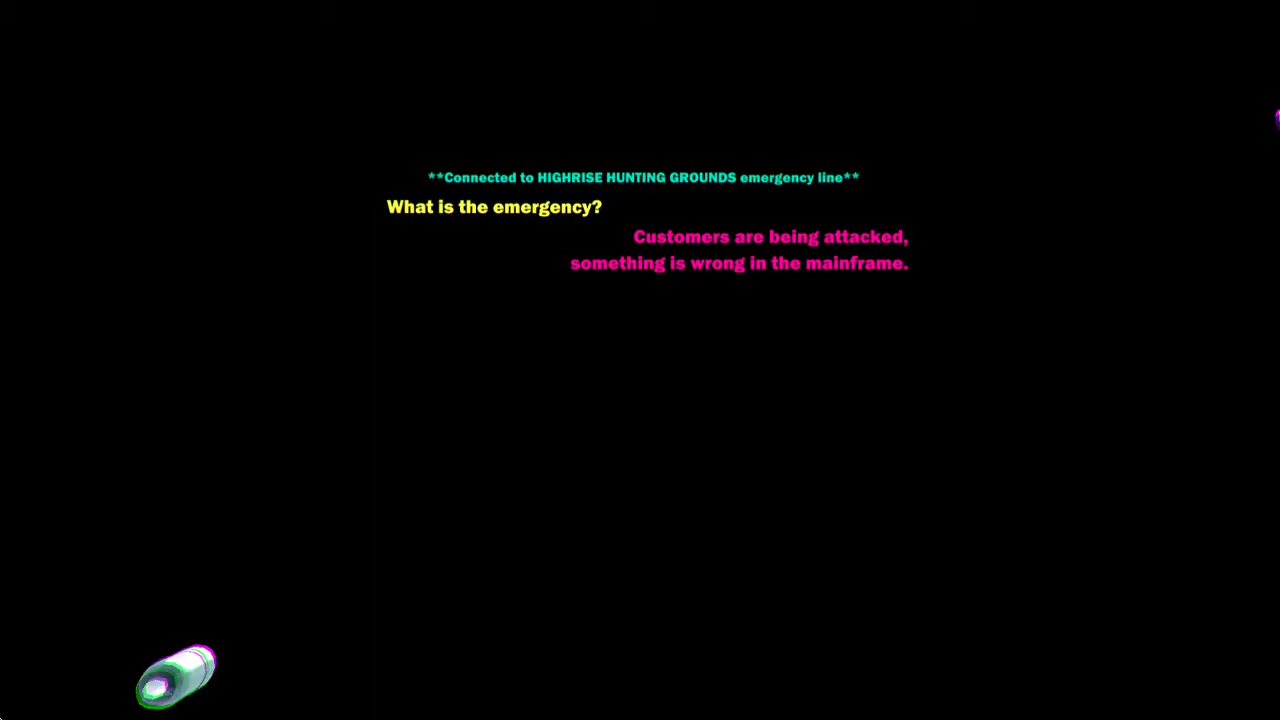 **Connected to HIGHRISE HUNTING GROUNDS emergency line**
What is the emergency?
Customers are being attacked,
something is wrong in the mainframe.